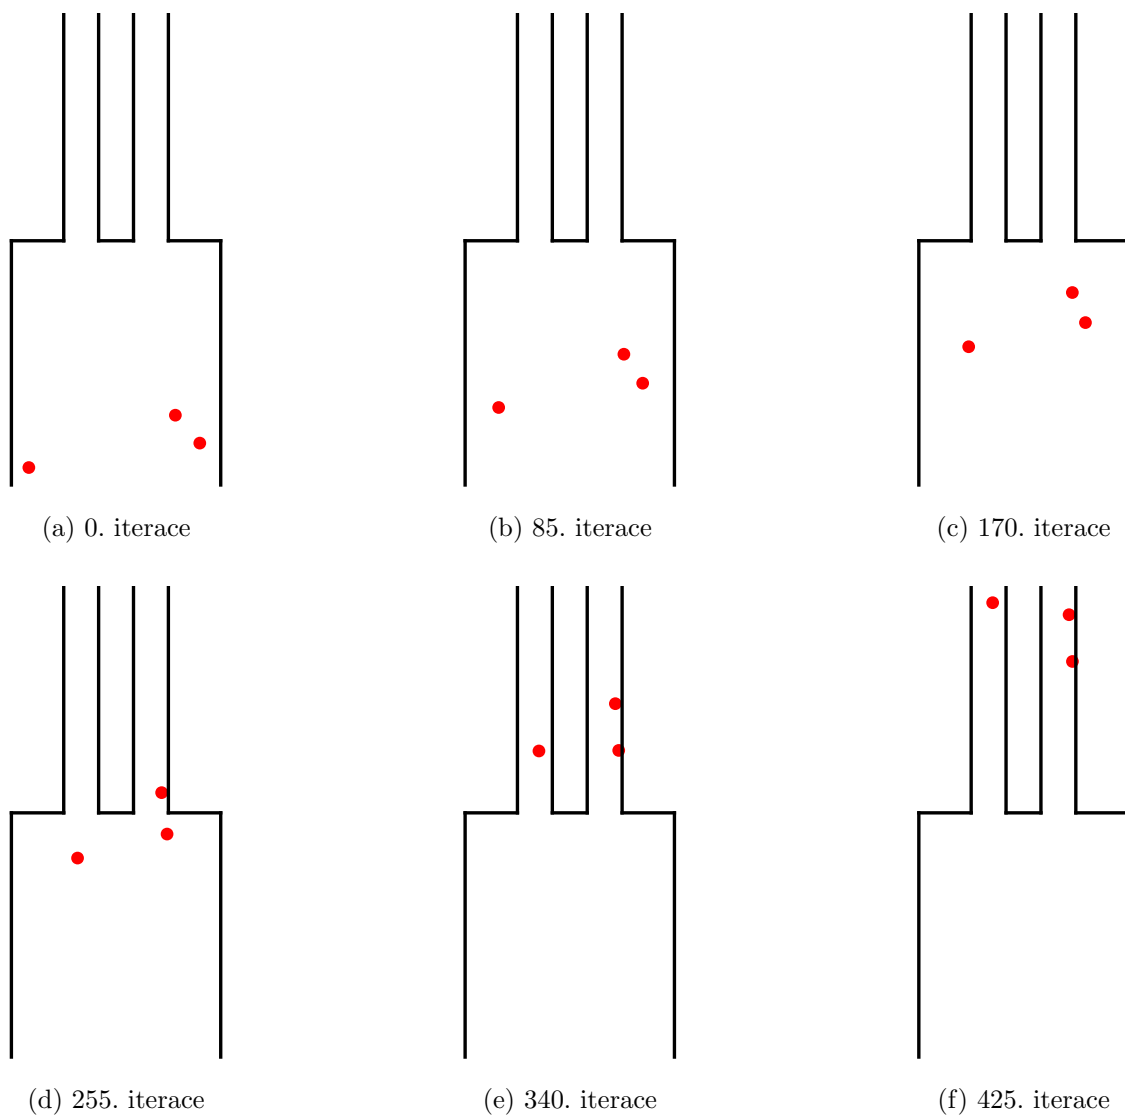 (a) 0. iterace
(b) 85. iterace
(c) 170. iterace
(d) 255. iterace
(e) 340. iterace
(f) 425. iterace